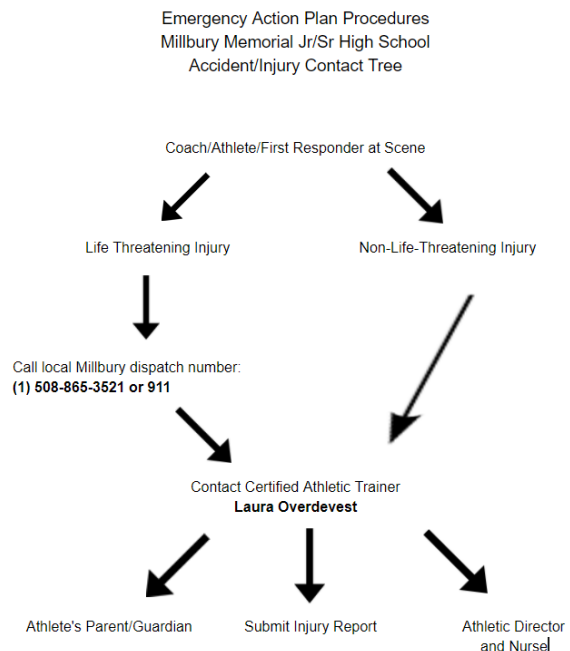 Emergency Action Plan Procedures
Millbury Memorial Jr/Sr High School
Accident/Injury Contact Tree
Coach/Athlete/First Responder at Scene
Life Threatening Injury
Non-Life-Threatening Injury
Call local Millbury dispatch number:
(1) 508-865-3521 or 911
Contact Certified Athletic Trainer
Laura Overdevest
Athlete's Parent/Guardian
Submit Injury Report
Athletic Director
and Nurse